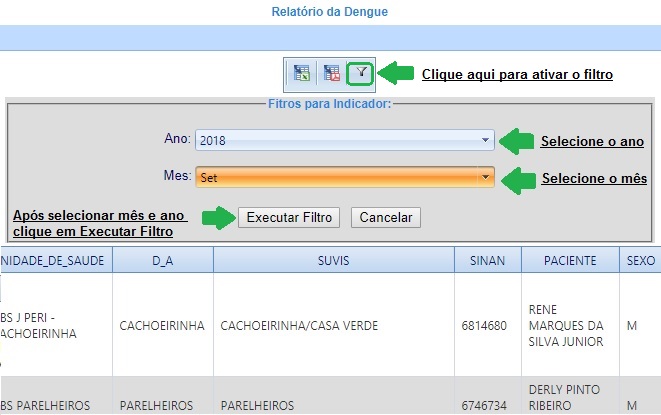 Relatório da Dengue
Clique aqui para ativar o filtro
Fitros para Indicador:
Ano: 2018 Selecione o ano
Mes: Set Selecione o mês
Após selecionar mês e ano
clique em Executar Filtro
Executar Filtro Cancelar
NIDADE_DE_SAUDE D_A SUVIS SINAN PACIENTE SEXO
BS J PERI -
ACHOEIRINHA
CACHOEIRINHA CACHOEIRINHA/CASA VERDE 6814680
RENE
MARQUES DA
SILVA JUNIOR
M
BS PARELHEIROS PARELHEIROS PARELHEIROS 6746734
DERLY PINTO
RIBEIRO
M